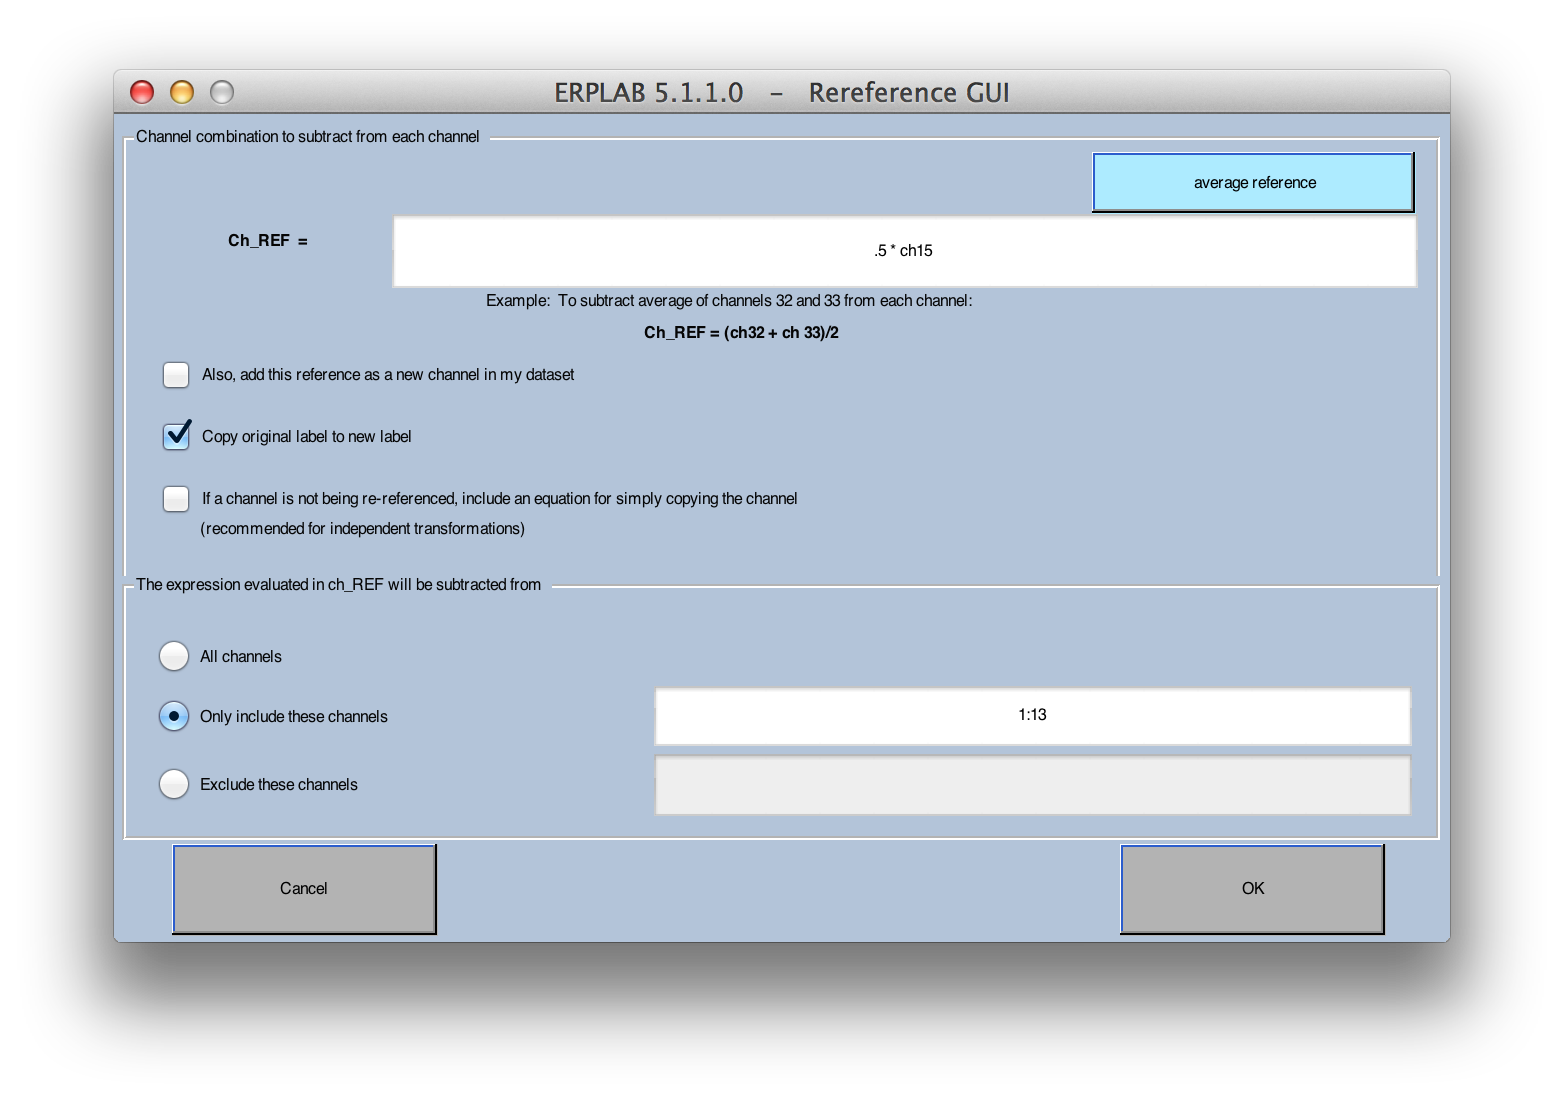 ERPLAB 5.1.1.0 - Rereference GUI
Channel combination to subtract from each channel
average reference
Ch_REF =
.5 * ch15
Example: To subtract average of channels 32 and 33 from each channel:
Ch_REF = (ch32 + ch 33)/2
Also, add this reference as a new channel in my dataset
Copy original label to new label
If a channel is not being re-referenced, include an equation for simply copying the channel
(recommended for independent transformations)
The expression evaluated in ch_REF will be subtracted from
All channels
Only include these channels
1:13
Exclude these channels
Cancel
OK